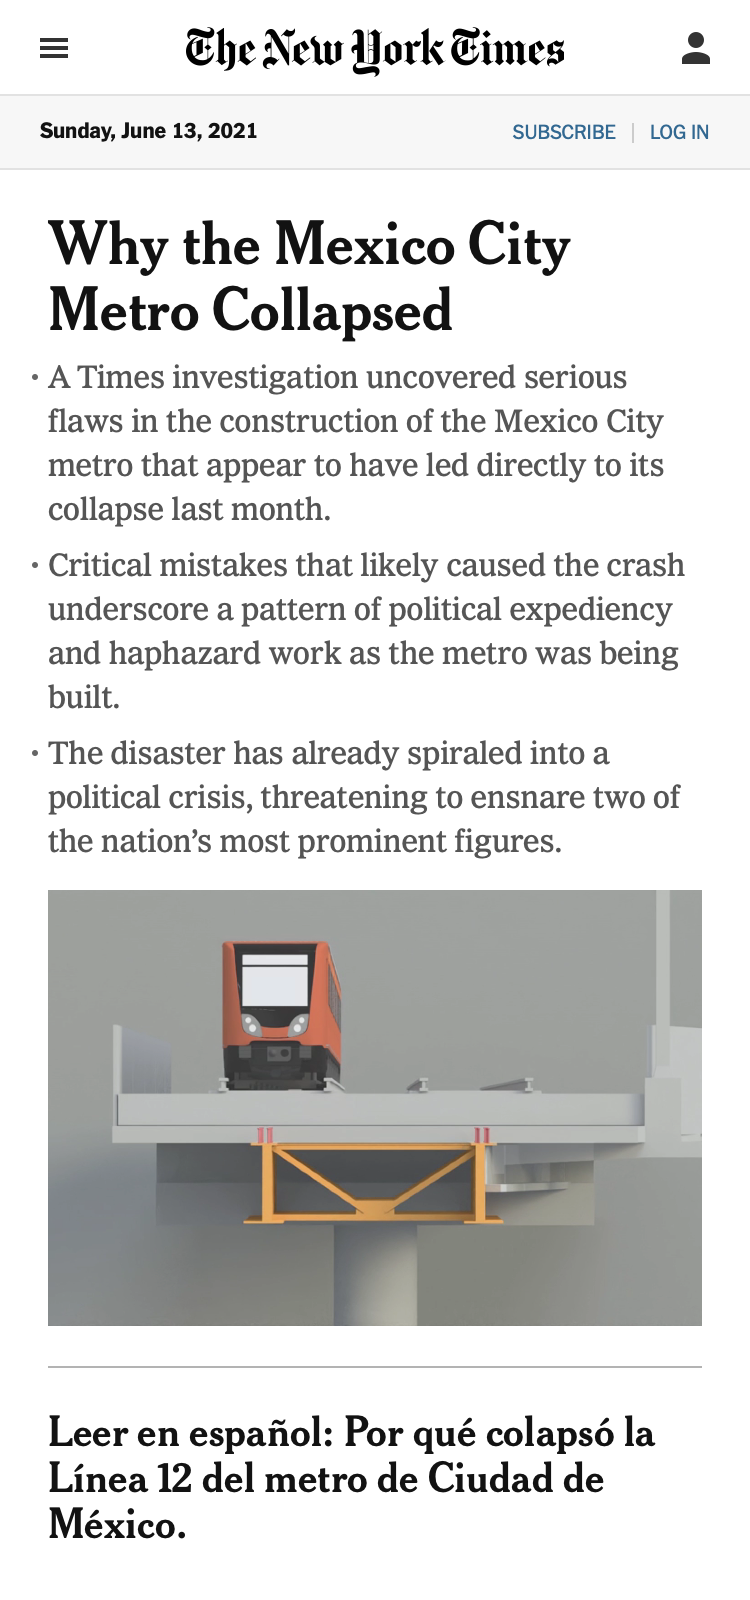 The New York Times
Sunday, June 13, 2021
SUBSCRIBE | LOG IN
Why the Mexico City
Metro Collapsed
• A Times investigation uncovered serious
flaws in the construction of the Mexico City
metro that appear to have led directly to its
collapse last month.
• Critical mistakes that likely caused the crash
underscore a pattern of political expediency
and haphazard work as the metro was being
built.
• The disaster has already spiraled into a
political crisis, threatening to ensnare two of
the nation’s most prominent figures.
Leer en español: Por qué colapsó la
Línea 12 del metro de Ciudad de
México.